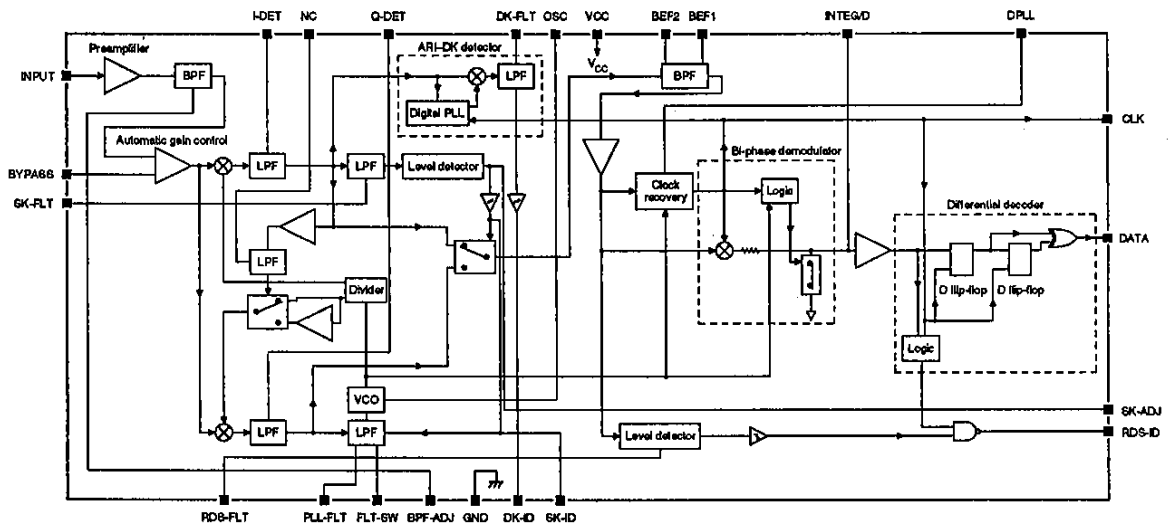 I-DET NC Q-DET DK-FLT OSC VCC BEF2 BEF1 INTEG/D DPLL
Preamplifier
ARI-DK detector
VCC
INPUT
BPF
LPF
BPF
Digital PLL
CLK
Automatic gain control
Bi-phase demodulator
BYPASS
LPF
LPF
Level detector
Clock recovery
Logic
SK-FLT
Differential decoder
DATA
LPF
Divider
D flip-flop
D flip-flop
Logic
VCO
SK-ADJ
LPF
LPF
Level detector
RDS-ID
RDS-FLT PLL-FLT FLT-SW BPF-ADJ GND DK-ID SK-ID